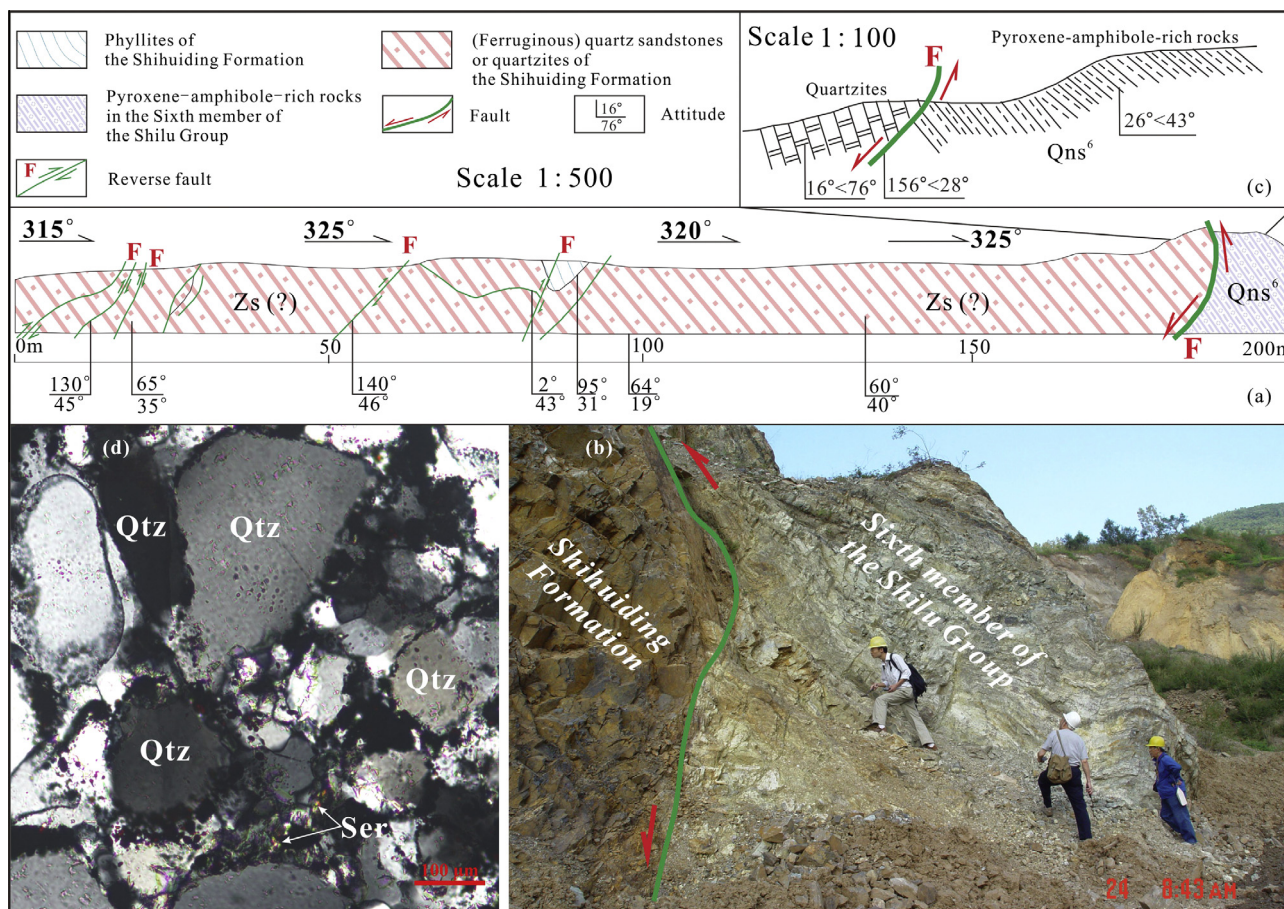 Phyllites of
the Shihuiding Formation
Pyroxene-amphibole-rich rocks
in the Sixth member of
the Shilu Group
F
Reverse fault
(Ferruginous) quartz sandstones
or quartzites of
the Shihuiding Formation
Fault
16°
76°
Attitude
Scale 1:500
Scale 1:100
Pyroxene-amphibole-rich rocks
F
Quartzites
26°<43°
Qns⁶
16°<76°
156°<28°
(c)
315°
325°
320°
325°
F
F
F
F
Zs (?)
Zs (?)
Qns⁶
F
0m
50
100
150
200m
130°
45°
65°
35°
140°
46°
2°
43°
95°
31°
64°
19°
60°
40°
(a)
(d)
Qtz
Qtz
Qtz
Qtz
Ser
100 μm
(b)
Shihuiding
Formation
Sixth member of
the Shilu Group
24 8:43 AM